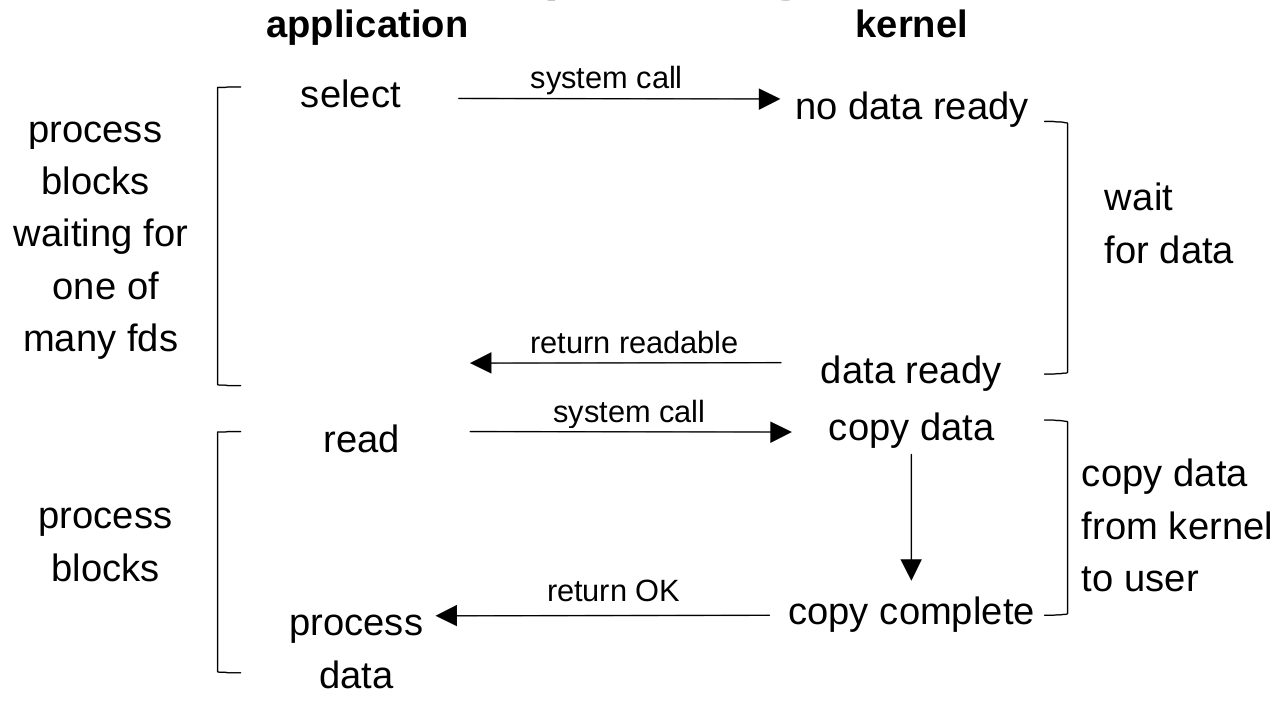 application
kernel
select
system call
no data ready
process
blocks
waiting for
one of
many fds
wait
for data
return readable
data ready
read
system call
copy data
process
blocks
copy data
from kernel
to user
return OK
copy complete
process
data